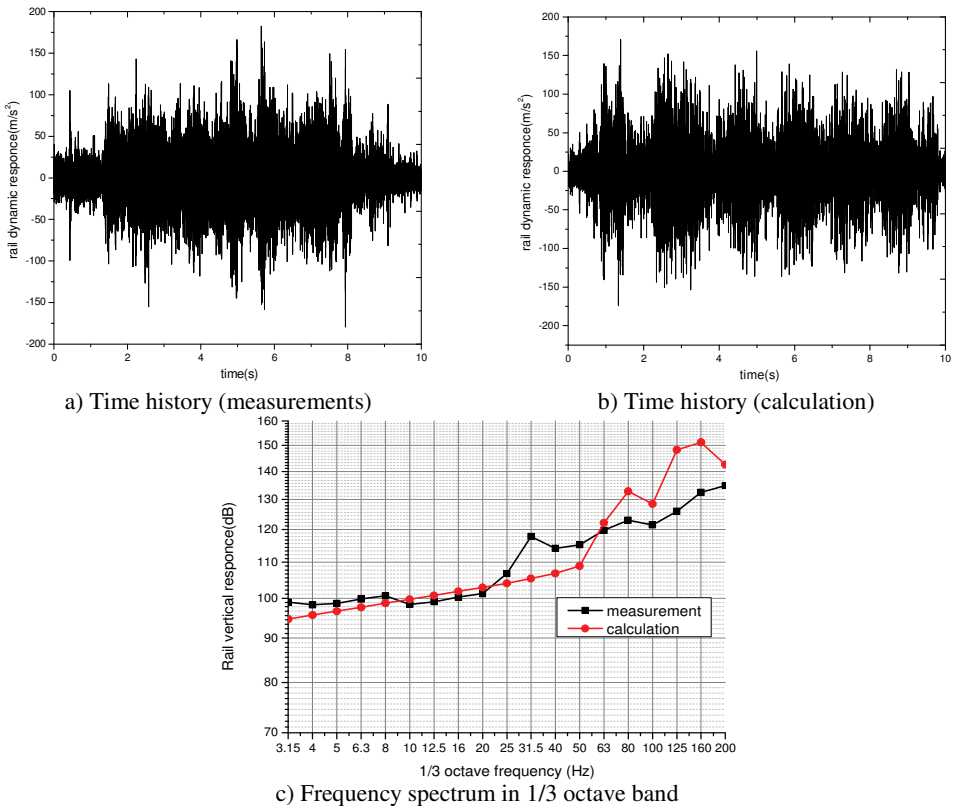 200
150
100
50
0
-50
-100
-150
-200
rail dynamic responce(m/s²)
0 2 4 6 8 10
time(s)
a) Time history (measurements)
200
150
100
50
0
-50
-100
-150
-200
rail dynamic responce(m/s²)
0 2 4 6 8 10
time(s)
b) Time history (calculation)
160
150
140
130
120
110
100
90
80
70
Rail vertical responce(dB)
measurement
calculation
3.15 4 5 6.3 8 10 12.5 16 20 25 31.5 40 50 63 80 100 125 160 200
1/3 octave frequency (Hz)
c) Frequency spectrum in 1/3 octave band